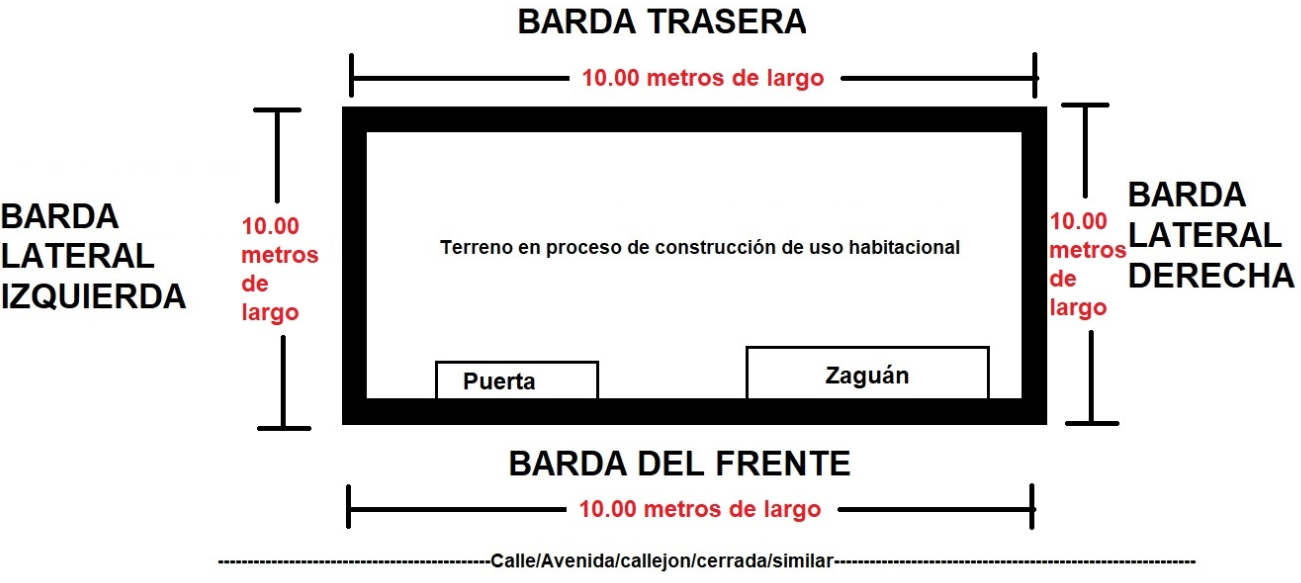 BARDA TRASERA
10.00 metros de largo
BARDA
LATERAL
IZQUIERDA
10.00
metros
de
largo
Terreno en proceso de construcción de uso habitacional
10.00
metros
de
largo
BARDA
LATERAL
DERECHA
Puerta
Zaguán
BARDA DEL FRENTE
10.00 metros de largo
Calle/Avenida/callejon/cerrada/similar